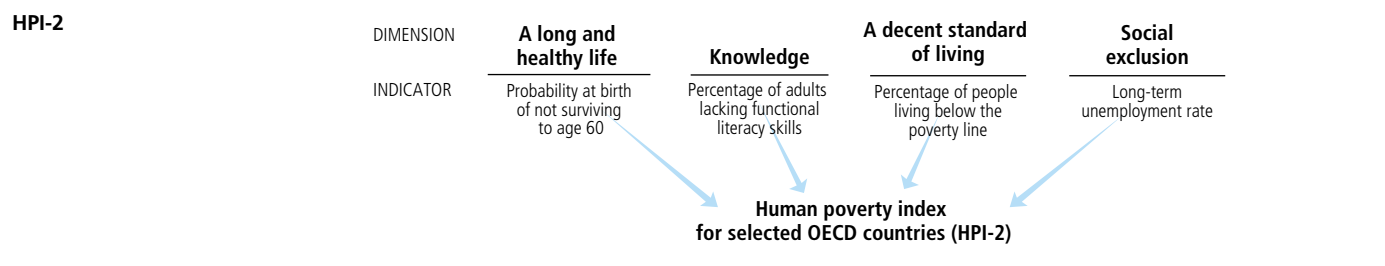 HPI-2
DIMENSION
A long and
healthy life
Knowledge
A decent standard
of living
Social
exclusion
INDICATOR
Probability at birth
of not surviving
to age 60
Percentage of adults
lacking functional
literacy skills
Percentage of people
living below the
poverty line
Long-term
unemployment rate
Human poverty index
for selected OECD countries (HPI-2)